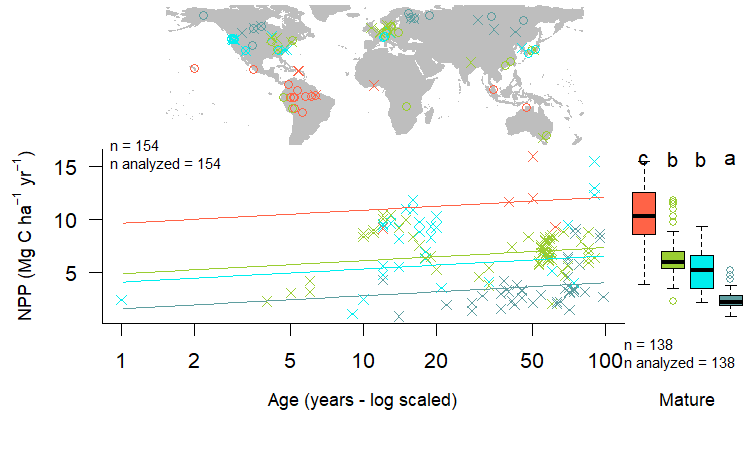 n = 154
n analyzed = 154
c b b a
15
10
5
NPP (Mg C ha⁻¹ yr⁻¹)
1 2 5 10 20 50 100
n = 138
n analyzed = 138
Age (years - log scaled)
Mature